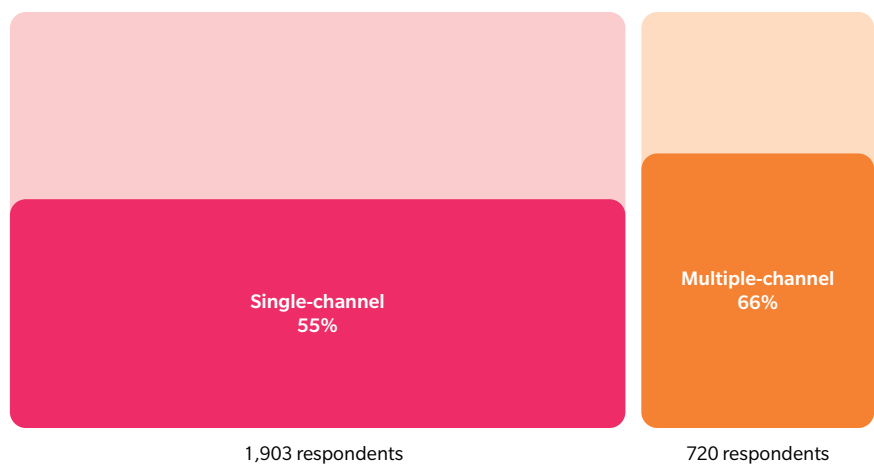 Single-channel
55%
Multiple-channel
66%
1,903 respondents
720 respondents